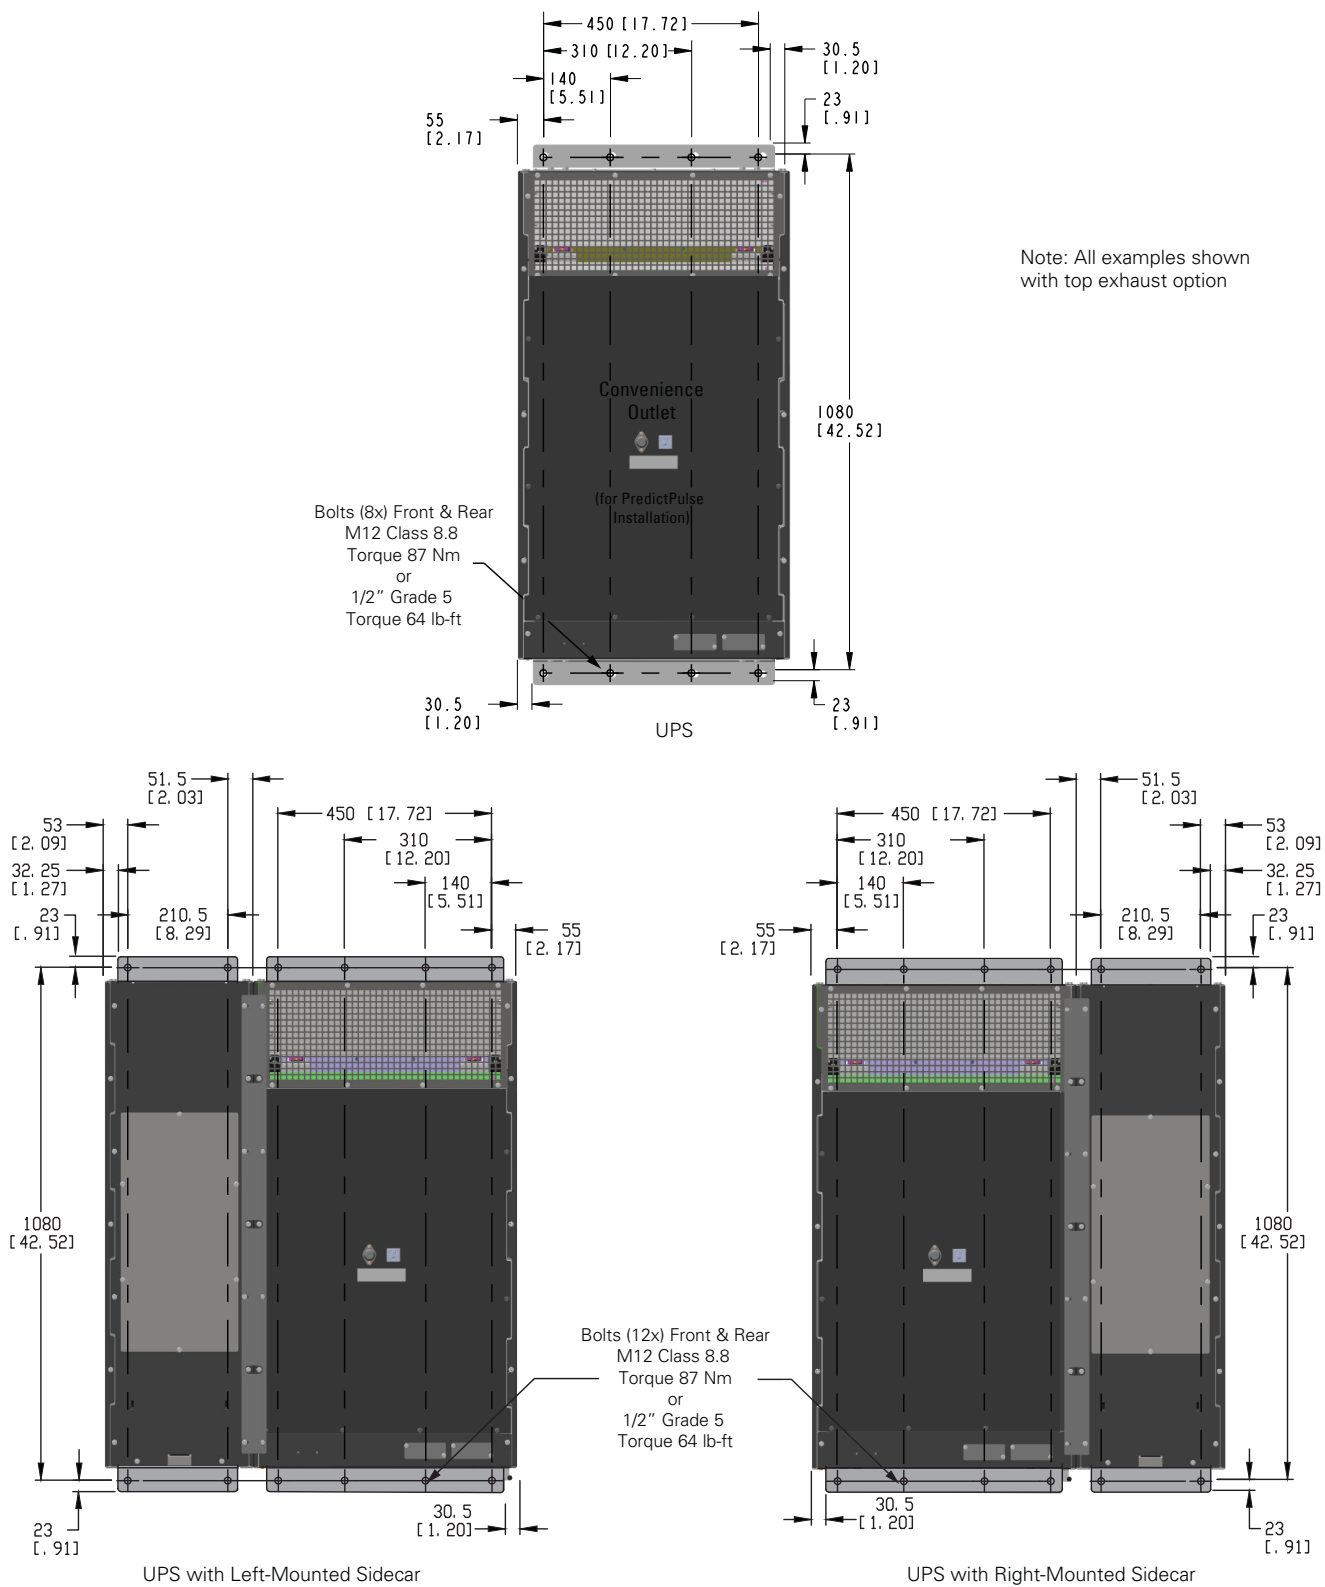 450 [17.72]
310 [12.20]
30.5
[1.20]
140
[5.51]
23
[.91]
55
[2.17]
Note: All examples shown
with top exhaust option
Convenience
Outlet
1080
[42.52]
(for PredictPulse
Installation)
Bolts (8x) Front & Rear
M12 Class 8.8
Torque 87 Nm
or
1/2” Grade 5
Torque 64 lb-ft
30.5
[1.20]
23
[.91]
UPS
51.5
[2.03]
450 [17.72]
53
[2.09]
310
[12.20]
32.25
[1.27]
140
[5.51]
23
[.91]
210.5
[8.29]
55
[2.17]
1080
[42.52]
30.5
[1.20]
23
[.91]
UPS with Left-Mounted Sidecar
Bolts (12x) Front & Rear
M12 Class 8.8
Torque 87 Nm
or
1/2” Grade 5
Torque 64 lb-ft
51.5
[2.03]
450 [17.72]
53
[2.09]
310
[12.20]
32.25
[1.27]
140
[5.51]
210.5
[8.29]
23
[.91]
55
[2.17]
1080
[42.52]
30.5
[1.20]
23
[.91]
UPS with Right-Mounted Sidecar